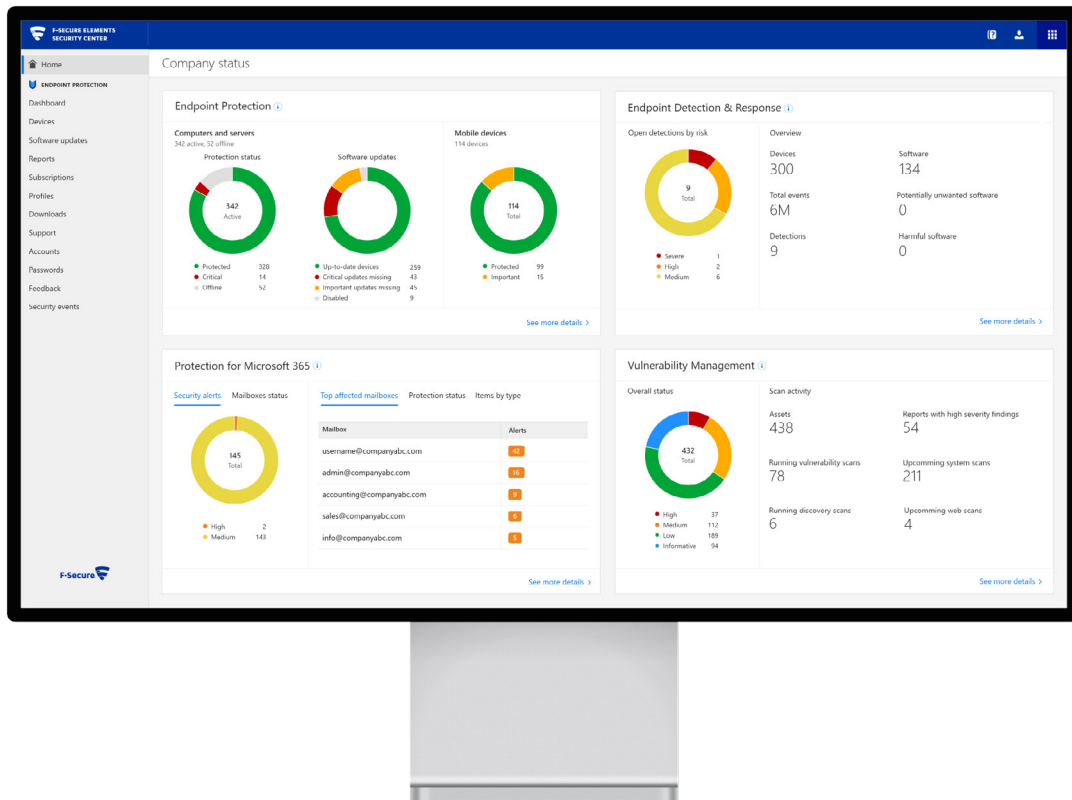 F-SECURE ELEMENTS
SECURITY CENTER
Home
ENDPOINT PROTECTION
Dashboard
Devices
Software updates
Reports
Subscriptions
Profiles
Downloads
Support
Accounts
Passwords
Feedback
Security events
F-Secure
Company status
Endpoint Protection
Computers and servers
342 active, 52 offline
Protection status
342
Active
Protected 328
Critical 14
Offline 52
Software updates
Up-to-date devices 259
Critical updates missing 43
Important updates missing 45
Disabled 9
Mobile devices
114 devices
114
Total
Protected 99
Important 15
See more details
Endpoint Detection & Response
Open detections by risk
9
Total
Severe 1
High 2
Medium 6
Overview
Devices
300
Software
134
Total events
6M
Potentially unwanted software
0
Detections
9
Harmful software
0
See more details
Protection for Microsoft 365
Security alerts Mailboxes status
145
Total
High 2
Medium 143
Top affected mailboxes Protection status Items by type
Mailbox Alerts
username@companyabc.com 42
admin@companyabc.com 16
accounting@companyabc.com 9
sales@companyabc.com 6
info@companyabc.com 5
See more details
Vulnerability Management
Overall status
432
Total
High 37
Medium 112
Low 189
Informative 94
Scan activity
Assets
438
Reports with high severity findings
54
Running vulnerability scans
78
Upcomming system scans
211
Running discovery scans
6
Upcomming web scans
4
See more details